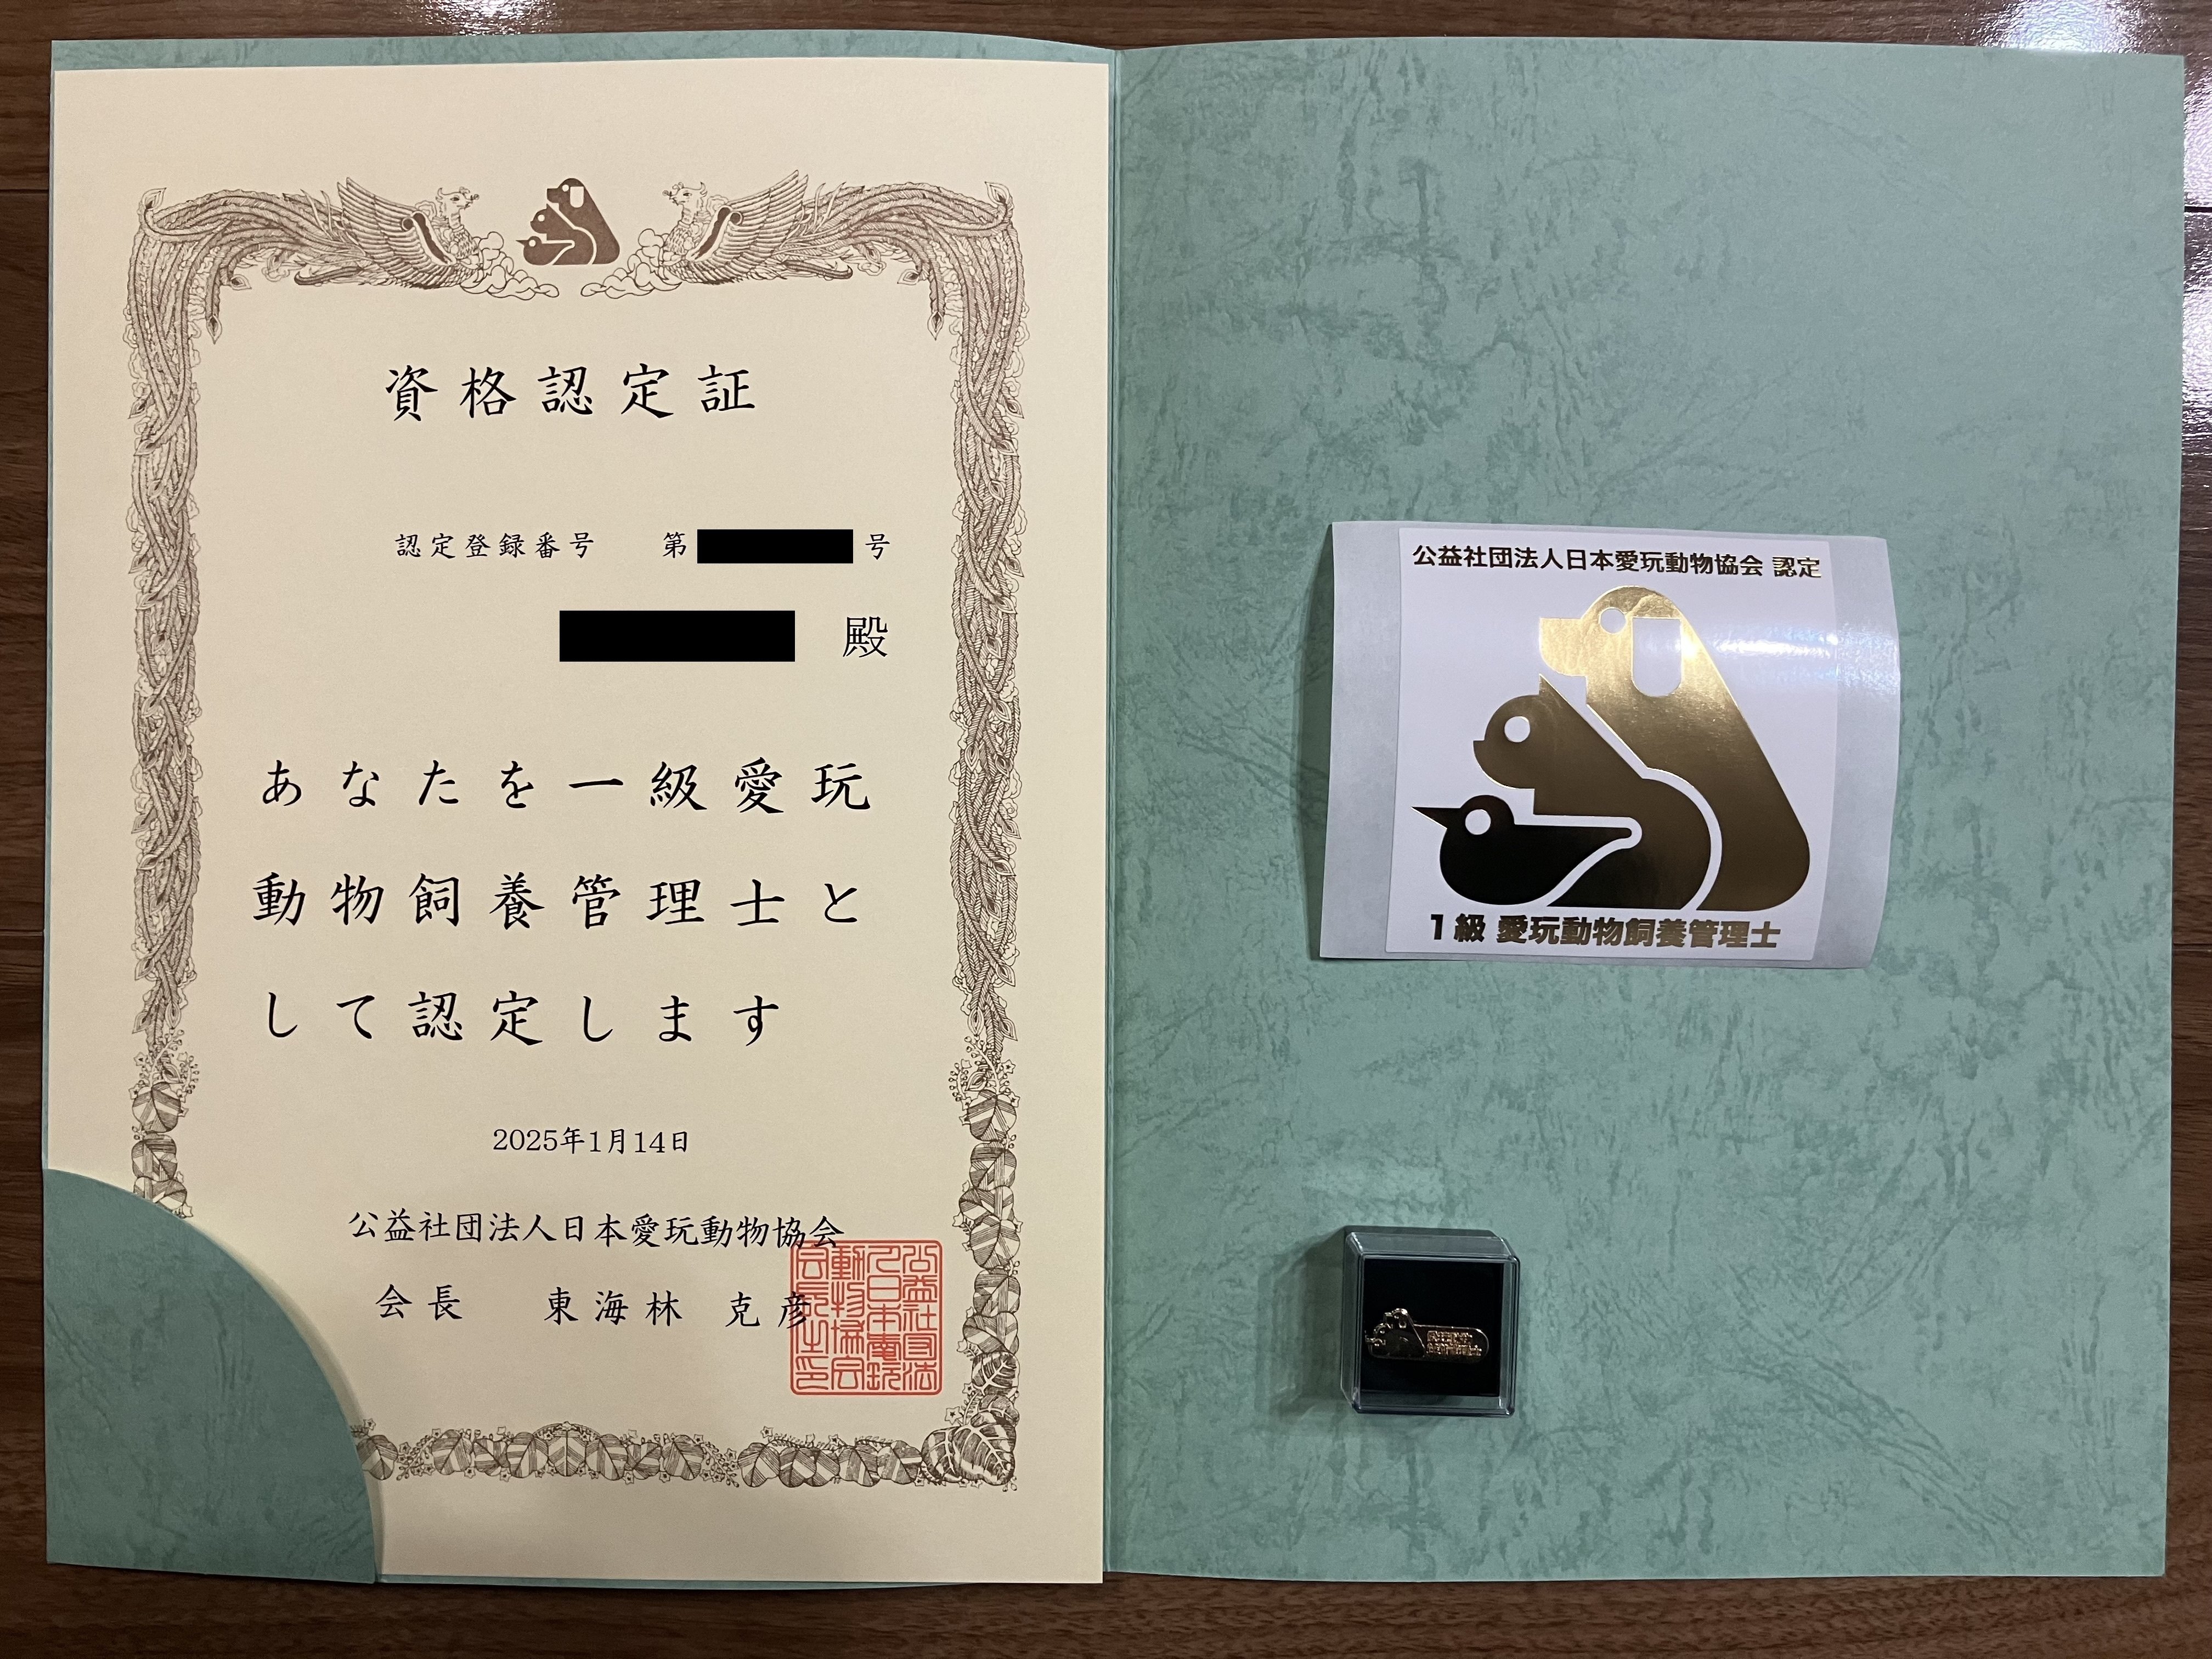 資格認定証
認定登録番号 第 号
殿
あなたを一級愛玩
動物飼養管理士と
して認定します
2025年1月14日
公益社団法人日本愛玩動物協会
会長 東海林 克彦
公益社団法人日本愛玩動物協会 認定
1級 愛玩動物飼養管理士